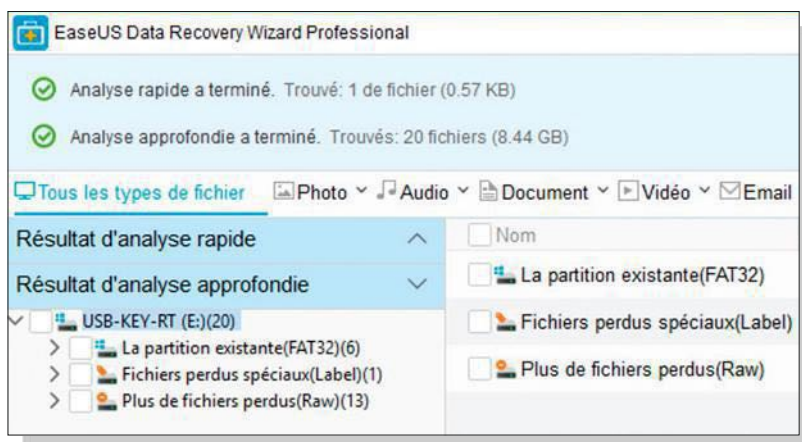 EaseUS Data Recovery Wizard Professional
Analyse rapide a terminé. Trouvé: 1 de fichier (0.57 KB)
Analyse approfondie a terminé. Trouvés: 20 fichiers (8.44 GB)
Tous les types de fichier Photo Audio Document Vidéo Email
Résultat d'analyse rapide
Résultat d'analyse approfondie
USB-KEY-RT (E:)(20)
La partition existante(FAT32)(6)
Fichiers perdus spéciaux(Label)(1)
Plus de fichiers perdus(Raw)(13)
Nom
La partition existante(FAT32)
Fichiers perdus spéciaux(Label)
Plus de fichiers perdus(Raw)